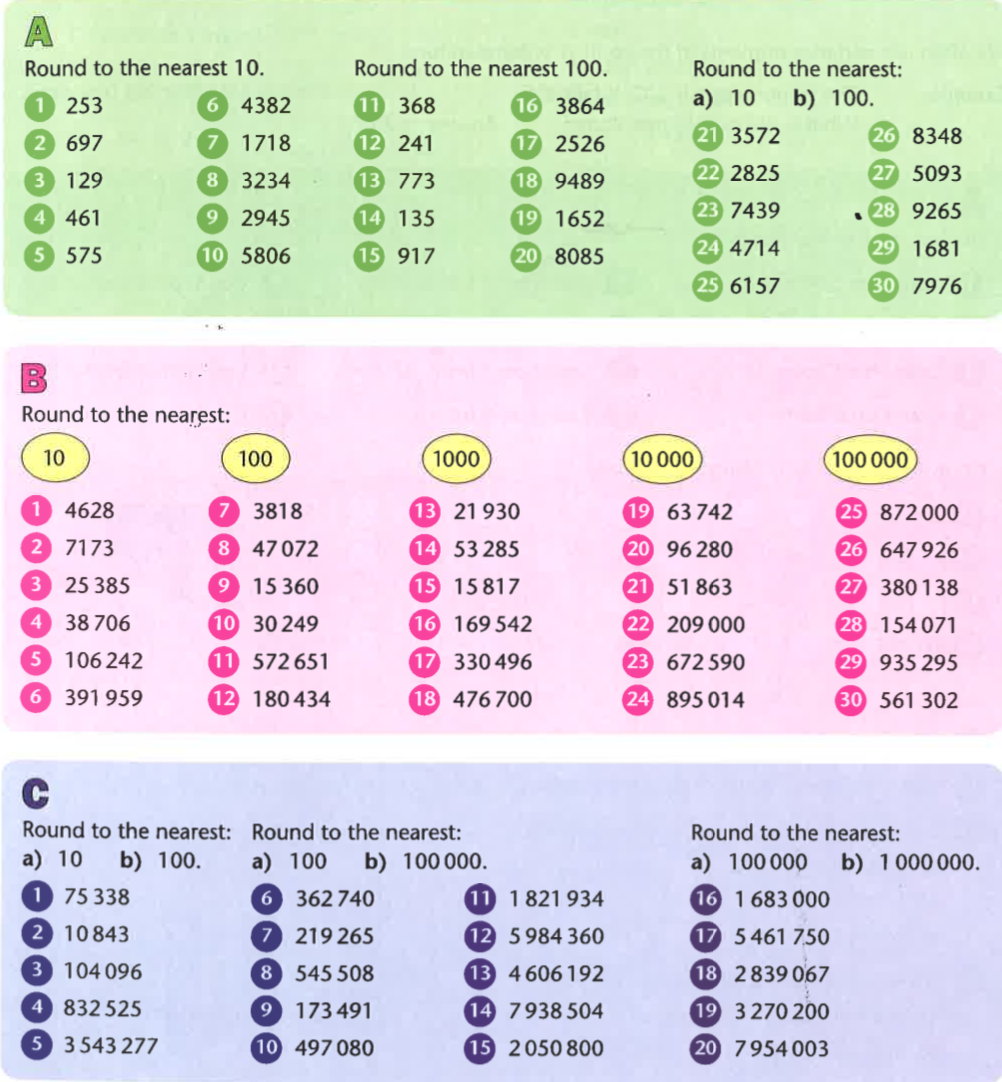 A
Round to the nearest 10.
1 253
2 697
3 129
4 461
5 575
6 4382
7 1718
8 3234
9 2945
10 5806
Round to the nearest 100.
11 368
12 241
13 773
14 135
15 917
16 3864
17 2526
18 9489
19 1652
20 8085
Round to the nearest:
a) 10 b) 100.
21 3572
22 2825
23 7439
24 4714
25 6157
26 8348
27 5093
28 9265
29 1681
30 7976
B
Round to the nearest:
10
1 4628
2 7173
3 25 385
4 38 706
5 106 242
6 391 959
100
7 3818
8 47 072
9 15 360
10 30 249
11 572 651
12 180 434
1000
13 21 930
14 53 285
15 15 817
16 169 542
17 330 496
18 476 700
10 000
19 63 742
20 96 280
21 51 863
22 209 000
23 672 590
24 895 014
100 000
25 872 000
26 647 926
27 380 138
28 154 071
29 935 295
30 561 302
C
Round to the nearest:
a) 10 b) 100.
1 75 338
2 10 843
3 104 096
4 832 525
5 3 543 277
Round to the nearest:
a) 100 b) 100 000.
6 362 740
7 219 265
8 545 508
9 173 491
10 497 080
11 1 821 934
12 5 984 360
13 4 606 192
14 7 938 504
15 2 050 800
Round to the nearest:
a) 100 000 b) 1 000 000.
16 1 683 000
17 5 461 750
18 2 839 067
19 3 270 200
20 7 954 003